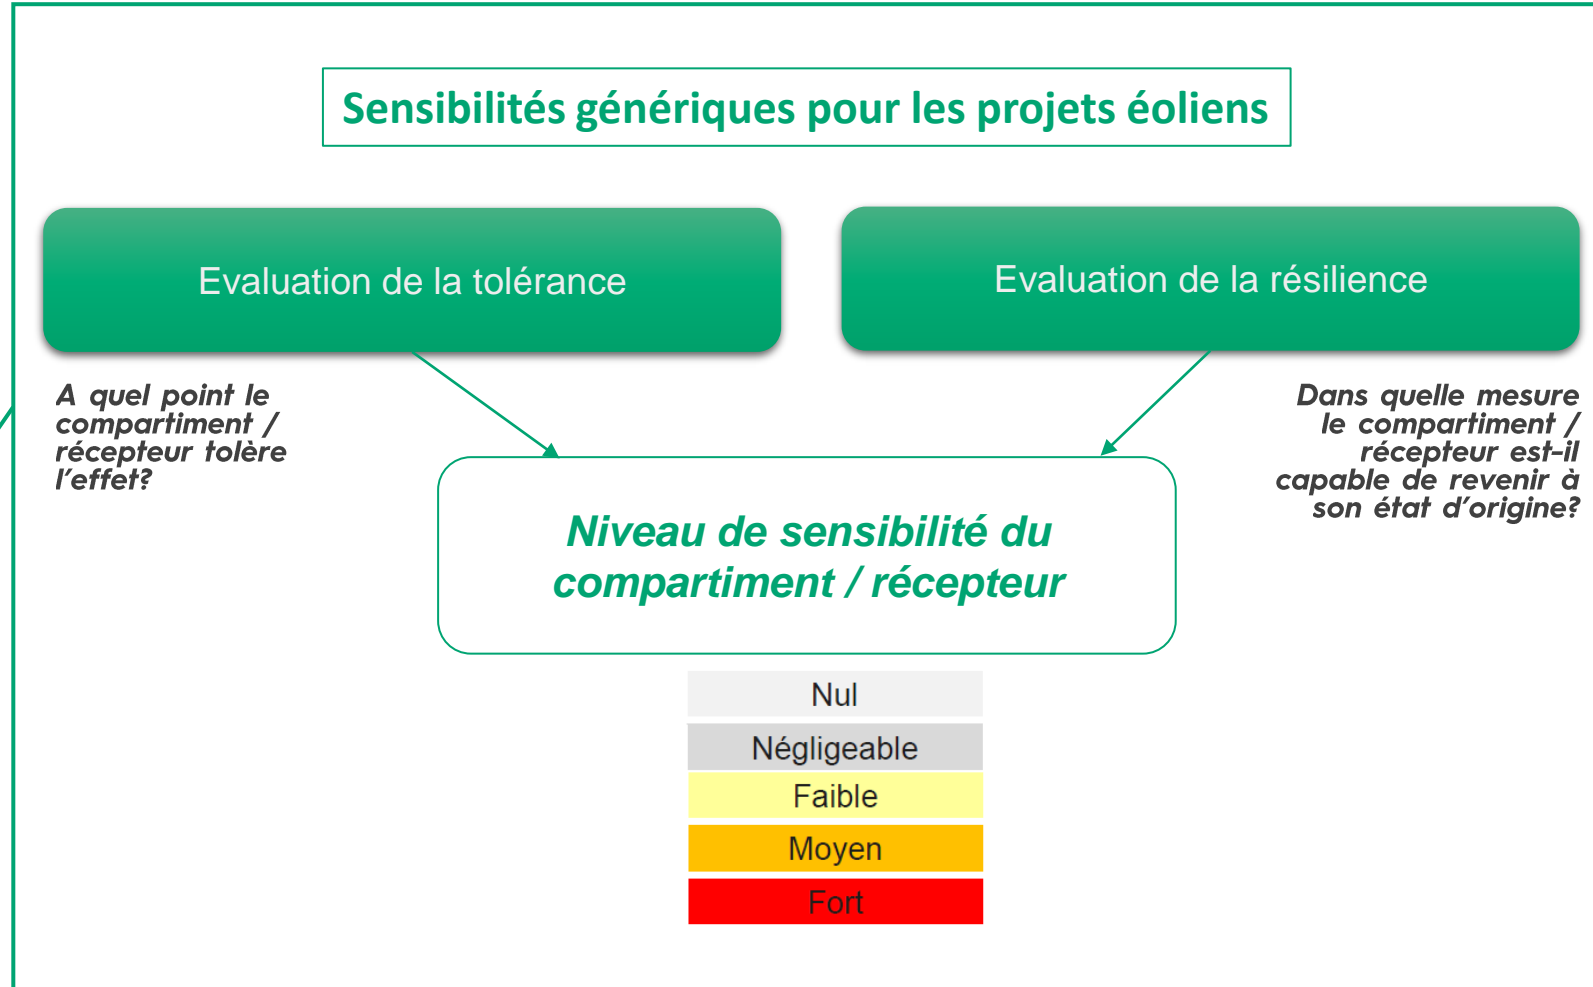 Sensibilités génériques pour les projets éoliens
Evaluation de la tolérance
Evaluation de la résilience
A quel point le
compartiment /
récepteur tolère
l'effet?
Dans quelle mesure
le compartiment /
récepteur est-il
capable de revenir à
son état d'origine?
Niveau de sensibilité du
compartiment / récepteur
Nul
Négligeable
Faible
Moyen
Fort